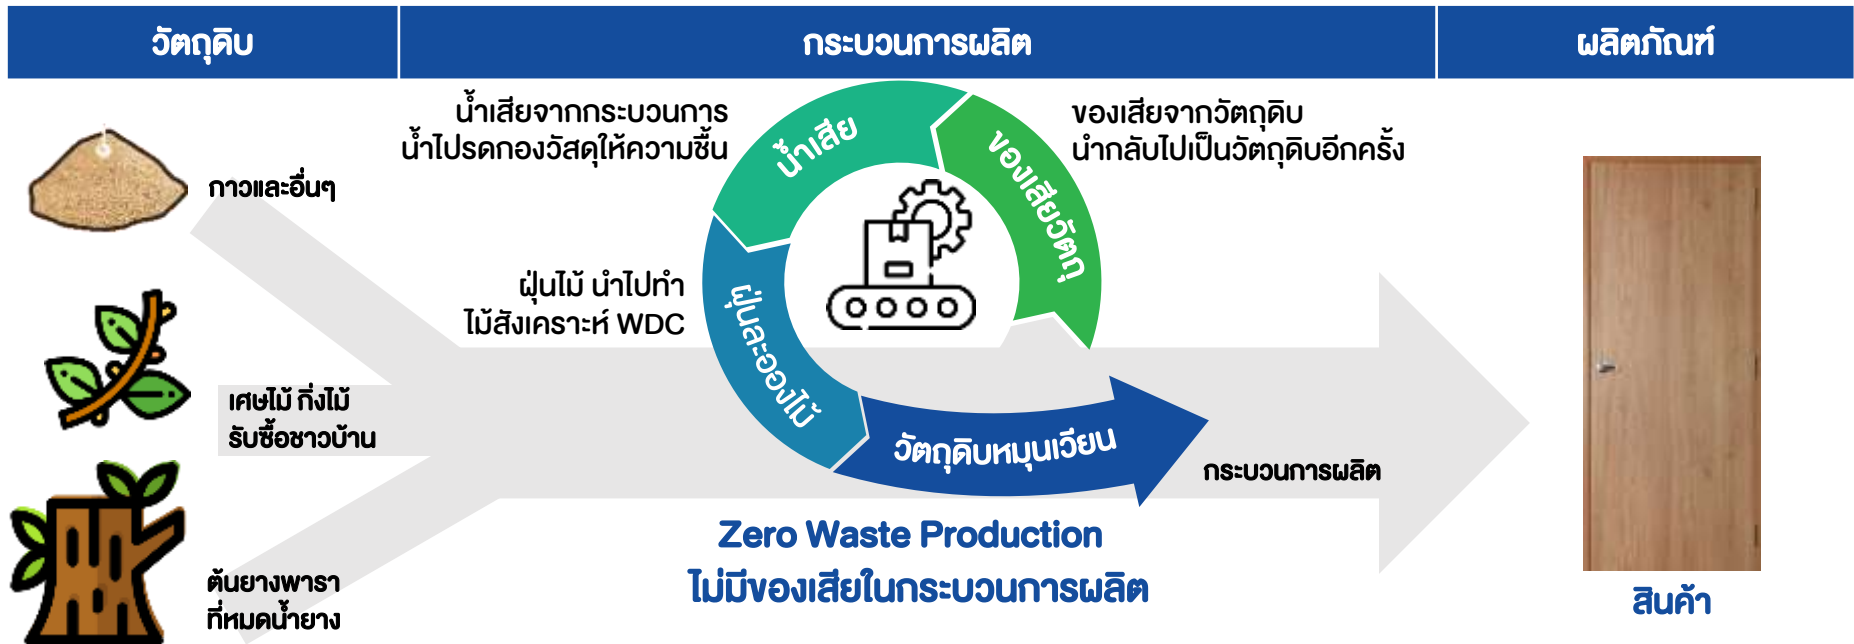 วัตถุดิบ
กระบวนการผลิต
ผลิตภัณฑ์
กาวและอื่นๆ
เศษไม้ กิ่งไม้
รับซื้อชาวบ้าน
ต้นยางพารา
ที่หมดน้ำยาง
น้ำเสียจากกระบวนการ
น้ำไปรดกองวัสดุให้ความชื้น
ฝุ่นไม้ นำไปทำ
ไม้สังเคราะห์ WDC
น้ำเสีย
ของเสียวัตถุ
ฝุ่นละอองไม้
วัตถุดิบหมุนเวียน
ของเสียจากวัตถุดิบ
นำกลับไปเป็นวัตถุดิบอีกครั้ง
กระบวนการผลิต
Zero Waste Production
ไม่มีของเสียในกระบวนการผลิต
สินค้า